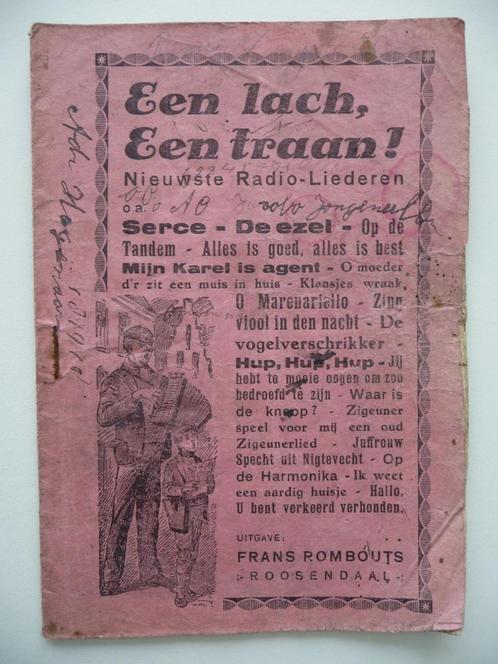 Een lach,
Een traan!
Nieuwste Radio-Liederen
o.a.
Serce - De ezel - Op de
Tandem - Alles is goed, alles is best
Mijn Karel is agent - O moeder
d'r zit een muis in huis - Klaasjes wraak
O Marenariello - Zing
viool in den nacht - De
vogelverschrikker -
Hup, Hup, Hup - Jij
hebt te mooie oogen om zoo
bedroefd te zijn - Waar is
de knoop? - Zigeuner
speel voor mij een oud
Zigeunerlied - Juffrouw
Specht uit Nigtevecht - Op
de Harmonika - Ik weet
een aardig huisje - Hallo,
U bent verkeerd verbonden.
UITGAVE:
FRANS ROMBOUTS
:- ROOSENDAAL -: